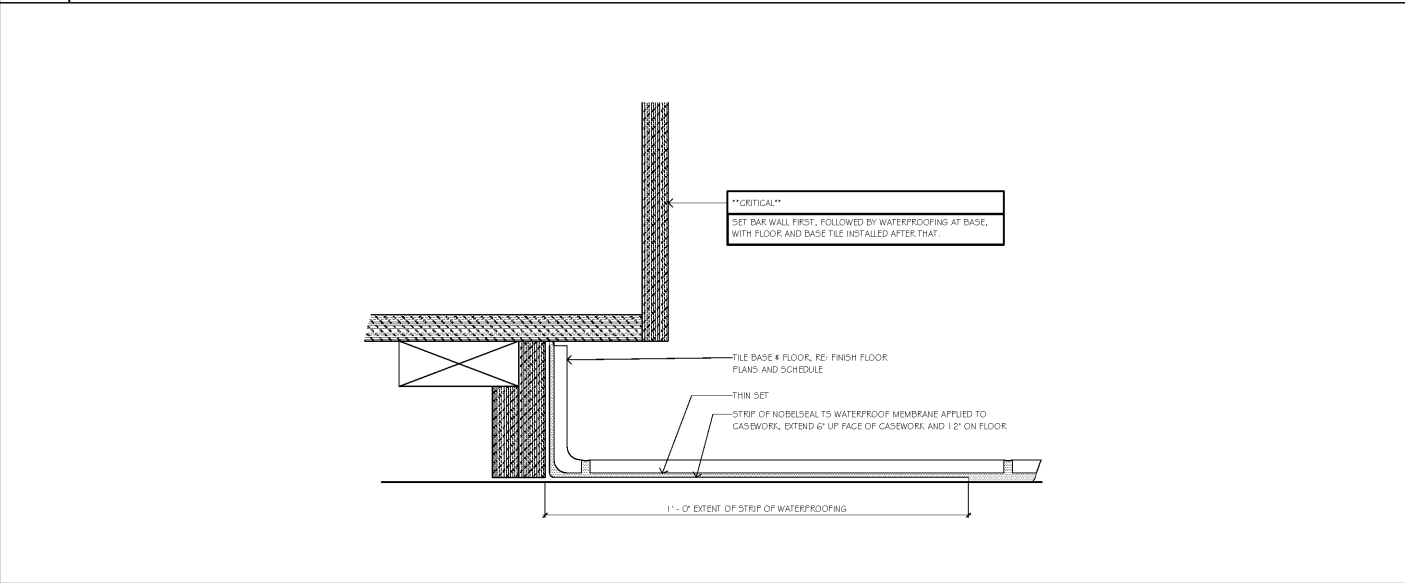 **CRITICAL**
SET BAR WALL FIRST, FOLLOWED BY WATERPROOFING AT BASE,
WITH FLOOR AND BASE TILE INSTALLED AFTER THAT.
TILE BASE & FLOOR, RE: FINISH FLOOR
PLANS AND SCHEDULE
THIN SET
STRIP OF NOBELSEAL TS WATERPROOF MEMBRANE APPLIED TO
CASEWORK, EXTEND 6" UP FACE OF CASEWORK AND 12" ON FLOOR
1' - 0" EXTENT OF STRIP OF WATERPROOFING